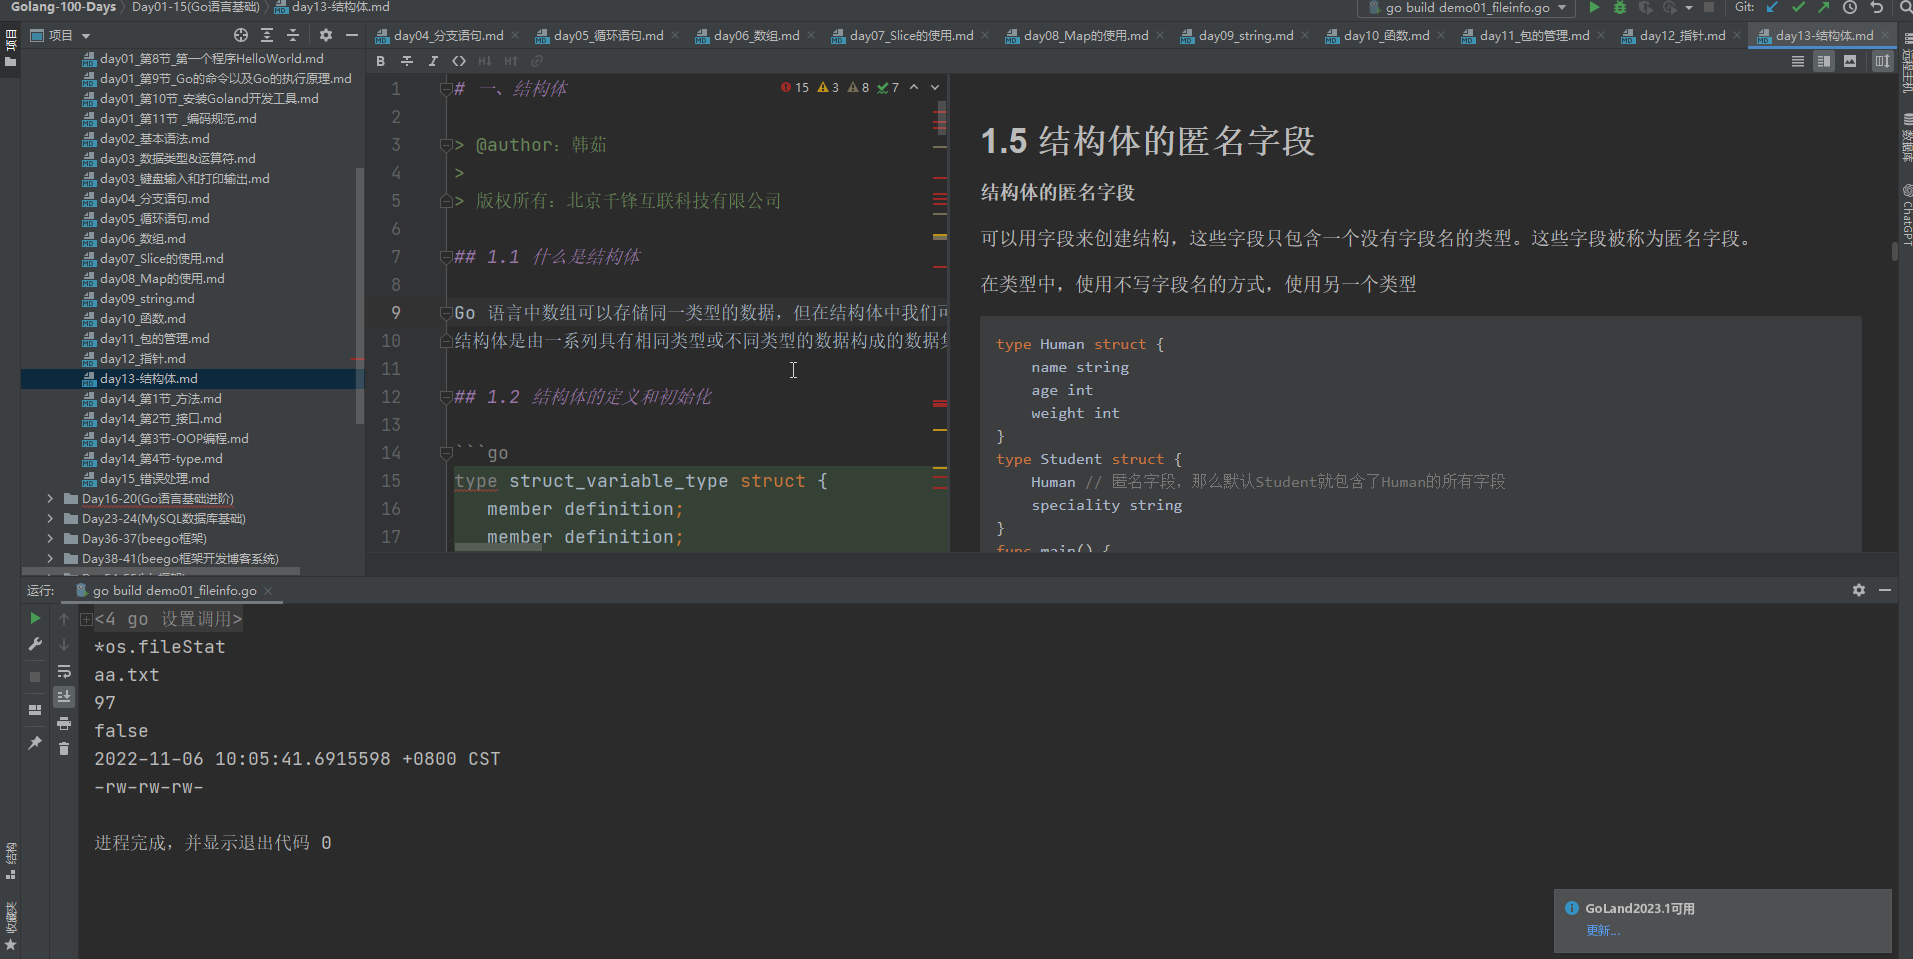 Golang-100-Days 〉 Day01-15(Go语言基础) 〉 day13-结构体.md
go build demo01_fileinfo.go
Git:
项目
项目
day04_分支语句.md
day05_循环语句.md
day06_数组.md
day07_Slice的使用.md
day08_Map的使用.md
day09_string.md
day10_函数.md
day11_包的管理.md
day12_指针.md
day13-结构体.md
day01_第8节_第一个程序HelloWorld.md
day01_第9节_Go的命令以及Go的执行原理.md
day01_第10节_安装Goland开发工具.md
day01_第11节 _编码规范.md
day02_基本语法.md
day03_数据类型&运算符.md
day03_键盘输入和打印输出.md
day04_分支语句.md
day05_循环语句.md
day06_数组.md
day07_Slice的使用.md
day08_Map的使用.md
day09_string.md
day10_函数.md
day11_包的管理.md
day12_指针.md
day13-结构体.md
day14_第1节_方法.md
day14_第2节_接口.md
day14_第3节-OOP编程.md
day14_第4节-type.md
day15_错误处理.md
Day16-20(Go语言基础进阶)
Day23-24(MySQL数据库基础)
Day36-37(beego框架)
Day38-41(beego框架开发博客系统)
B
I
<>
15 3 8 7
1 # 一、结构体
2
3 > @author：韩茹
4 >
5 > 版权所有：北京千锋互联科技有限公司
6
7 ## 1.1 什么是结构体
8
9 Go 语言中数组可以存储同一类型的数据，但在结构体中我们可
10 结构体是由一系列具有相同类型或不同类型的数据构成的数据集
11
12 ## 1.2 结构体的定义和初始化
13
14 ```go
15 type struct_variable_type struct {
16 member definition;
17 member definition;
1.5 结构体的匿名字段
结构体的匿名字段
可以用字段来创建结构，这些字段只包含一个没有字段名的类型。这些字段被称为匿名字段。
在类型中，使用不写字段名的方式，使用另一个类型
type Human struct {
name string
age int
weight int
}
type Student struct {
Human // 匿名字段，那么默认Student就包含了Human的所有字段
speciality string
}
func main() {
远程主机
数据库
ChatGPT
运行:
go build demo01_fileinfo.go
<4 go 设置调用>
*os.fileStat
aa.txt
97
false
2022-11-06 10:05:41.6915598 +0800 CST
-rw-rw-rw-
进程完成，并显示退出代码 0
结构
收藏夹
GoLand2023.1可用
更新...